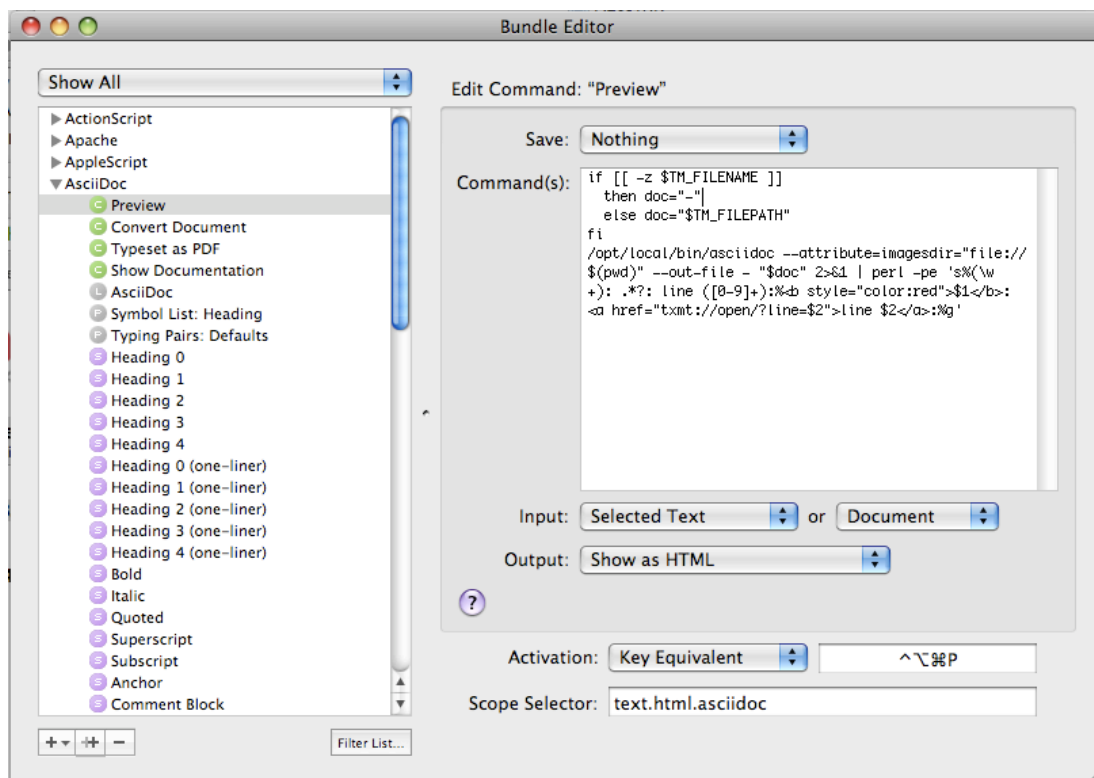 Bundle Editor
Show All
ActionScript
Apache
AppleScript
AsciiDoc
C Preview
C Convert Document
C Typeset as PDF
C Show Documentation
L AsciiDoc
P Symbol List: Heading
P Typing Pairs: Defaults
S Heading 0
S Heading 1
S Heading 2
S Heading 3
S Heading 4
S Heading 0 (one-liner)
S Heading 1 (one-liner)
S Heading 2 (one-liner)
S Heading 3 (one-liner)
S Heading 4 (one-liner)
S Bold
S Italic
S Quoted
S Superscript
S Subscript
S Anchor
S Comment Block
Filter List...
Edit Command: “Preview”
Save: Nothing
Command(s):
if [[ -z $TM_FILENAME ]]
then doc="-"
else doc="$TM_FILEPATH"
fi
/opt/local/bin/asciidoc --attribute=imagesdir="file://
$(pwd)" --out-file - "$doc" 2>&1 | perl -pe 's%(\w
+): .*?: line ([0-9]+):%<b style="color:red">$1</b>:
<a href="txmt://open/?line=$2">line $2</a>:%g'
Input: Selected Text or Document
Output: Show as HTML
?
Activation: Key Equivalent ^⌥⌘P
Scope Selector: text.html.asciidoc